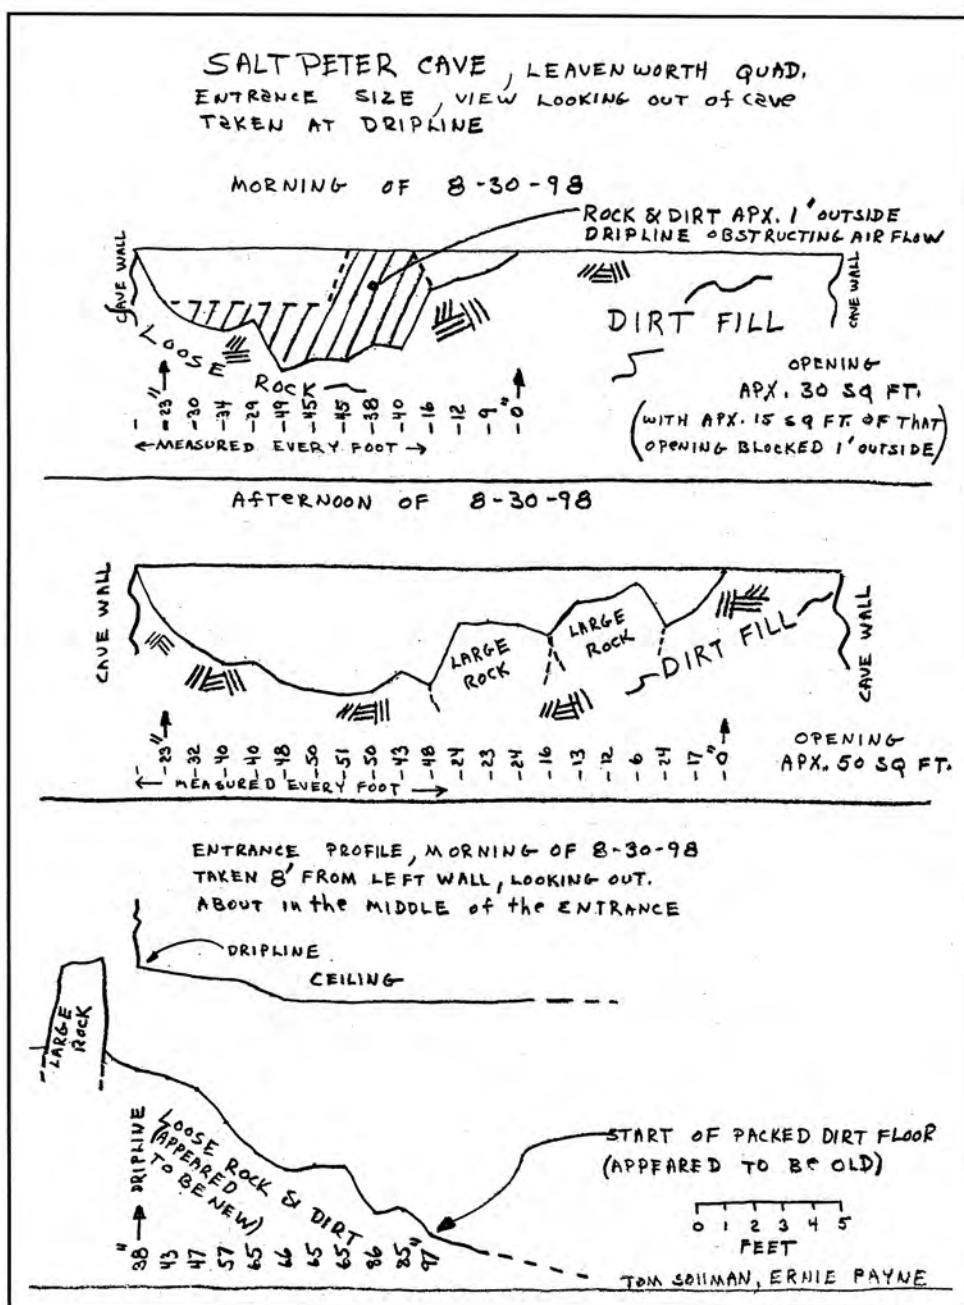 SALTPETER CAVE, LEAVENWORTH QUAD.
ENTRANCE SIZE, VIEW LOOKING OUT OF CAVE
TAKEN AT DRIPLINE
MORNING OF 8-30-98
ROCK & DIRT APX. 1' OUTSIDE
DRIPLINE OBSTRUCTING AIR FLOW
CAVE WALL
LOOSE
ROCK
DIRT FILL
CAVE WALL
- -23" -30 -34 -29 -49 -45 -45 -38 -40 -16 -12 -9 -0"
← MEASURED EVERY FOOT →
OPENING
APX. 30 SQ FT.
(WITH APX. 15 SQ FT. OF THAT
OPENING BLOCKED 1' OUTSIDE)
AFTERNOON OF 8-30-98
CAVE WALL
LARGE
ROCK
LARGE
ROCK
DIRT FILL
CAVE WALL
- -23" -32 -40 -40 -48 -50 -51 -50 -43 -48 -24 -23 -24 -16 -13 -12 -6 -24 -17 -0"
← MEASURED EVERY FOOT →
OPENING
APX. 50 SQ FT.
ENTRANCE PROFILE, MORNING OF 8-30-98
TAKEN 8' FROM LEFT WALL, LOOKING OUT.
ABOUT in the MIDDLE of the ENTRANCE
DRIPLINE
CEILING
LARGE
ROCK
DRIPLINE
LOOSE ROCK & DIRT
(APPEARED
TO BE NEW)
38" 43 47 57 65 66 65 65 86 85 97"
START OF PACKED DIRT FLOOR
(APPEARED TO BE OLD)
0 1 2 3 4 5
FEET
TOM SOLLMAN, ERNIE PAYNE